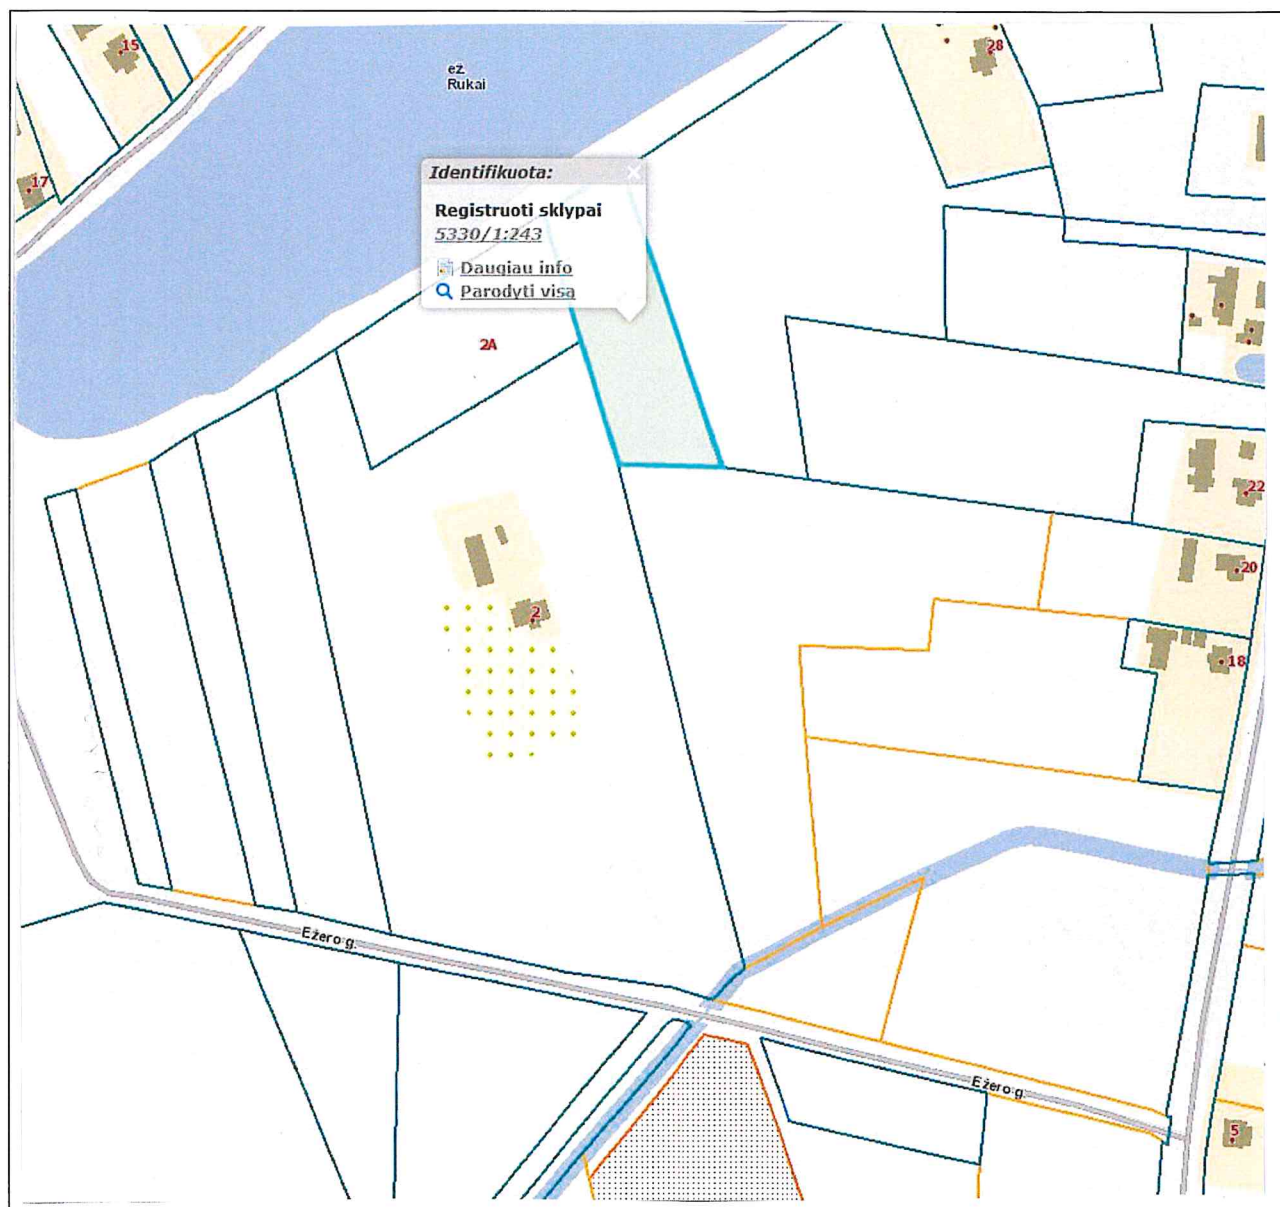 15
ež.
Rukai
28
17
Identifikuota:
Registruoti sklypai
5330/1:243
Daugiau info
Parodyti visą
2A
22
20
2
18
Ežero g.
Ežero g.
5